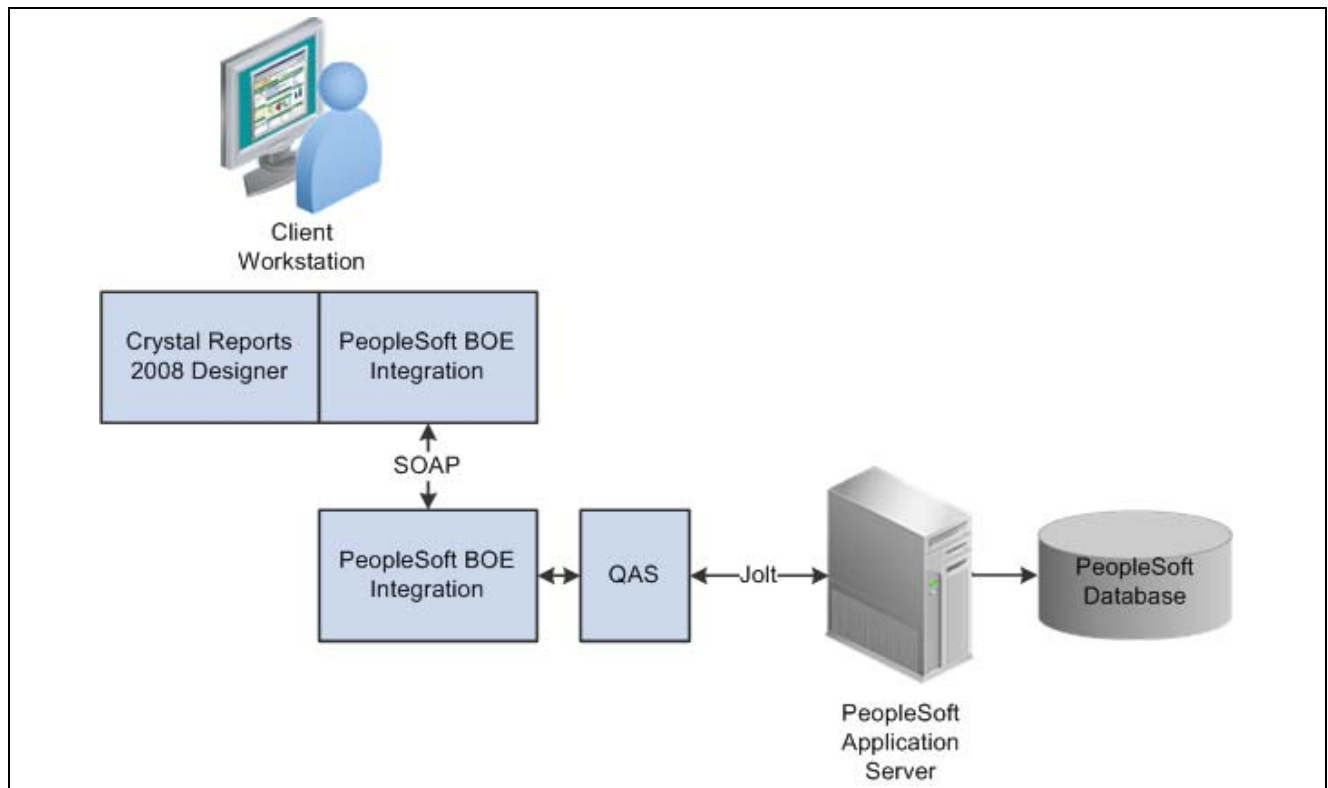 Client
Workstation
Crystal Reports
2008 Designer
PeopleSoft BOE
Integration
SOAP
PeopleSoft BOE
Integration
QAS
Jolt
PeopleSoft
Database
PeopleSoft
Application
Server